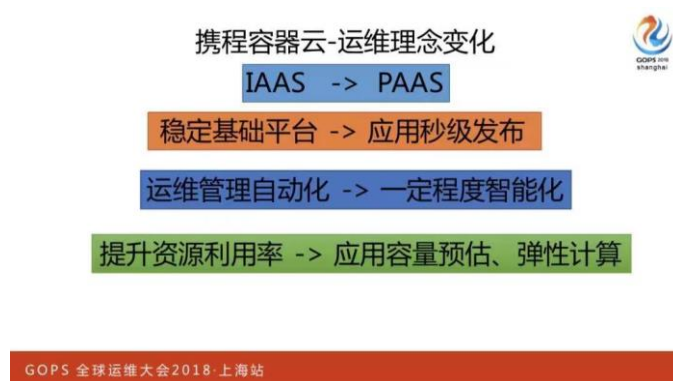 携程容器云-运维理念变化
GOPS 2018
shanghai
IAAS -> PAAS
稳定基础平台 -> 应用秒级发布
运维管理自动化 -> 一定程度智能化
提升资源利用率 -> 应用容量预估、弹性计算
GOPS 全球运维大会2018·上海站